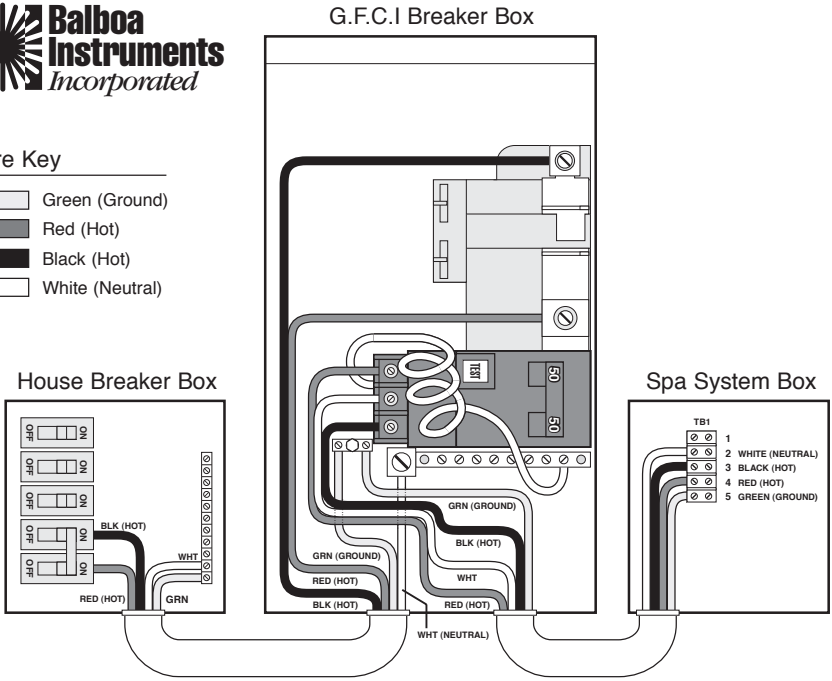 G.F.C.I Breaker Box
Balboa
Instruments
Incorporated
re Key
Green (Ground)
Red (Hot)
Black (Hot)
White (Neutral)
House Breaker Box
Spa System Box
TEST
50
50
OFF ON
OFF ON
OFF ON
OFF ON
OFF ON
BLK (HOT)
WHT
RED (HOT)
GRN
GRN (GROUND)
BLK (HOT)
GRN (GROUND)
WHT
RED (HOT)
BLK (HOT)
RED (HOT)
WHT (NEUTRAL)
TB1
1
2 WHITE (NEUTRAL)
3 BLACK (HOT)
4 RED (HOT)
5 GREEN (GROUND)